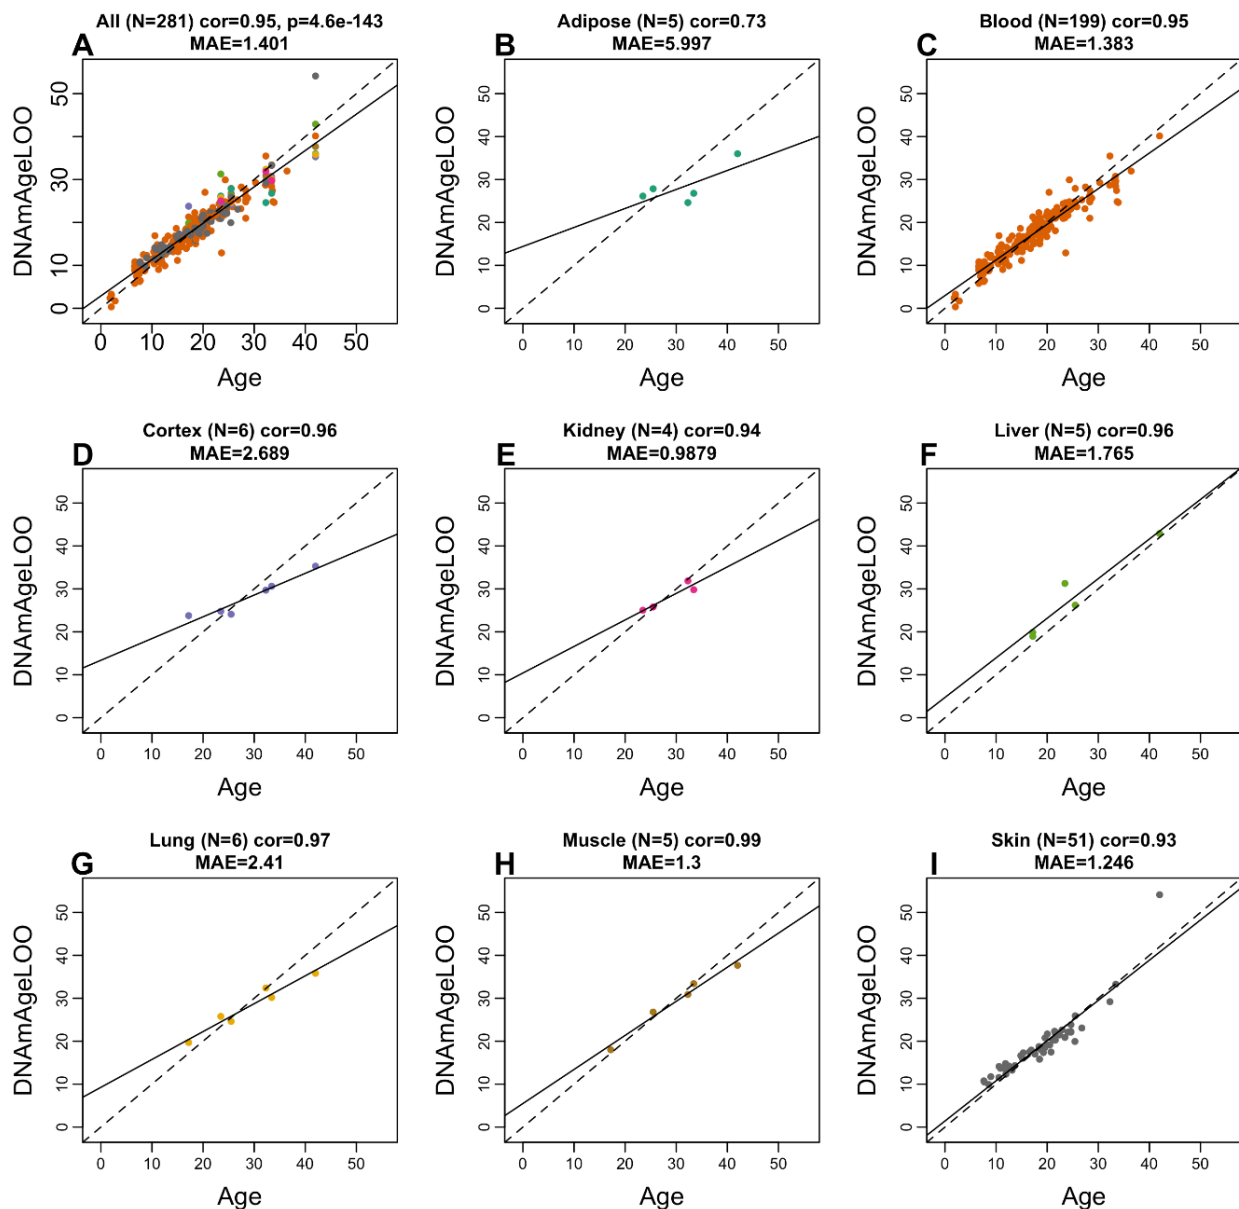 A
All (N=281) cor=0.95, p=4.6e-143
MAE=1.401
DNAmAgeLOO
50
30
10
0
0 10 20 30 40 50
Age
B
Adipose (N=5) cor=0.73
MAE=5.997
DNAmAgeLOO
50
40
30
20
10
0
0 10 20 30 40 50
Age
C
Blood (N=199) cor=0.95
MAE=1.383
DNAmAgeLOO
50
40
30
20
10
0
0 10 20 30 40 50
Age
D
Cortex (N=6) cor=0.96
MAE=2.689
DNAmAgeLOO
50
40
30
20
10
0
0 10 20 30 40 50
Age
E
Kidney (N=4) cor=0.94
MAE=0.9879
DNAmAgeLOO
50
40
30
20
10
0
0 10 20 30 40 50
Age
F
Liver (N=5) cor=0.96
MAE=1.765
DNAmAgeLOO
50
40
30
20
10
0
0 10 20 30 40 50
Age
G
Lung (N=6) cor=0.97
MAE=2.41
DNAmAgeLOO
50
40
30
20
10
0
0 10 20 30 40 50
Age
H
Muscle (N=5) cor=0.99
MAE=1.3
DNAmAgeLOO
50
40
30
20
10
0
0 10 20 30 40 50
Age
I
Skin (N=51) cor=0.93
MAE=1.246
DNAmAgeLOO
50
40
30
20
10
0
0 10 20 30 40 50
Age